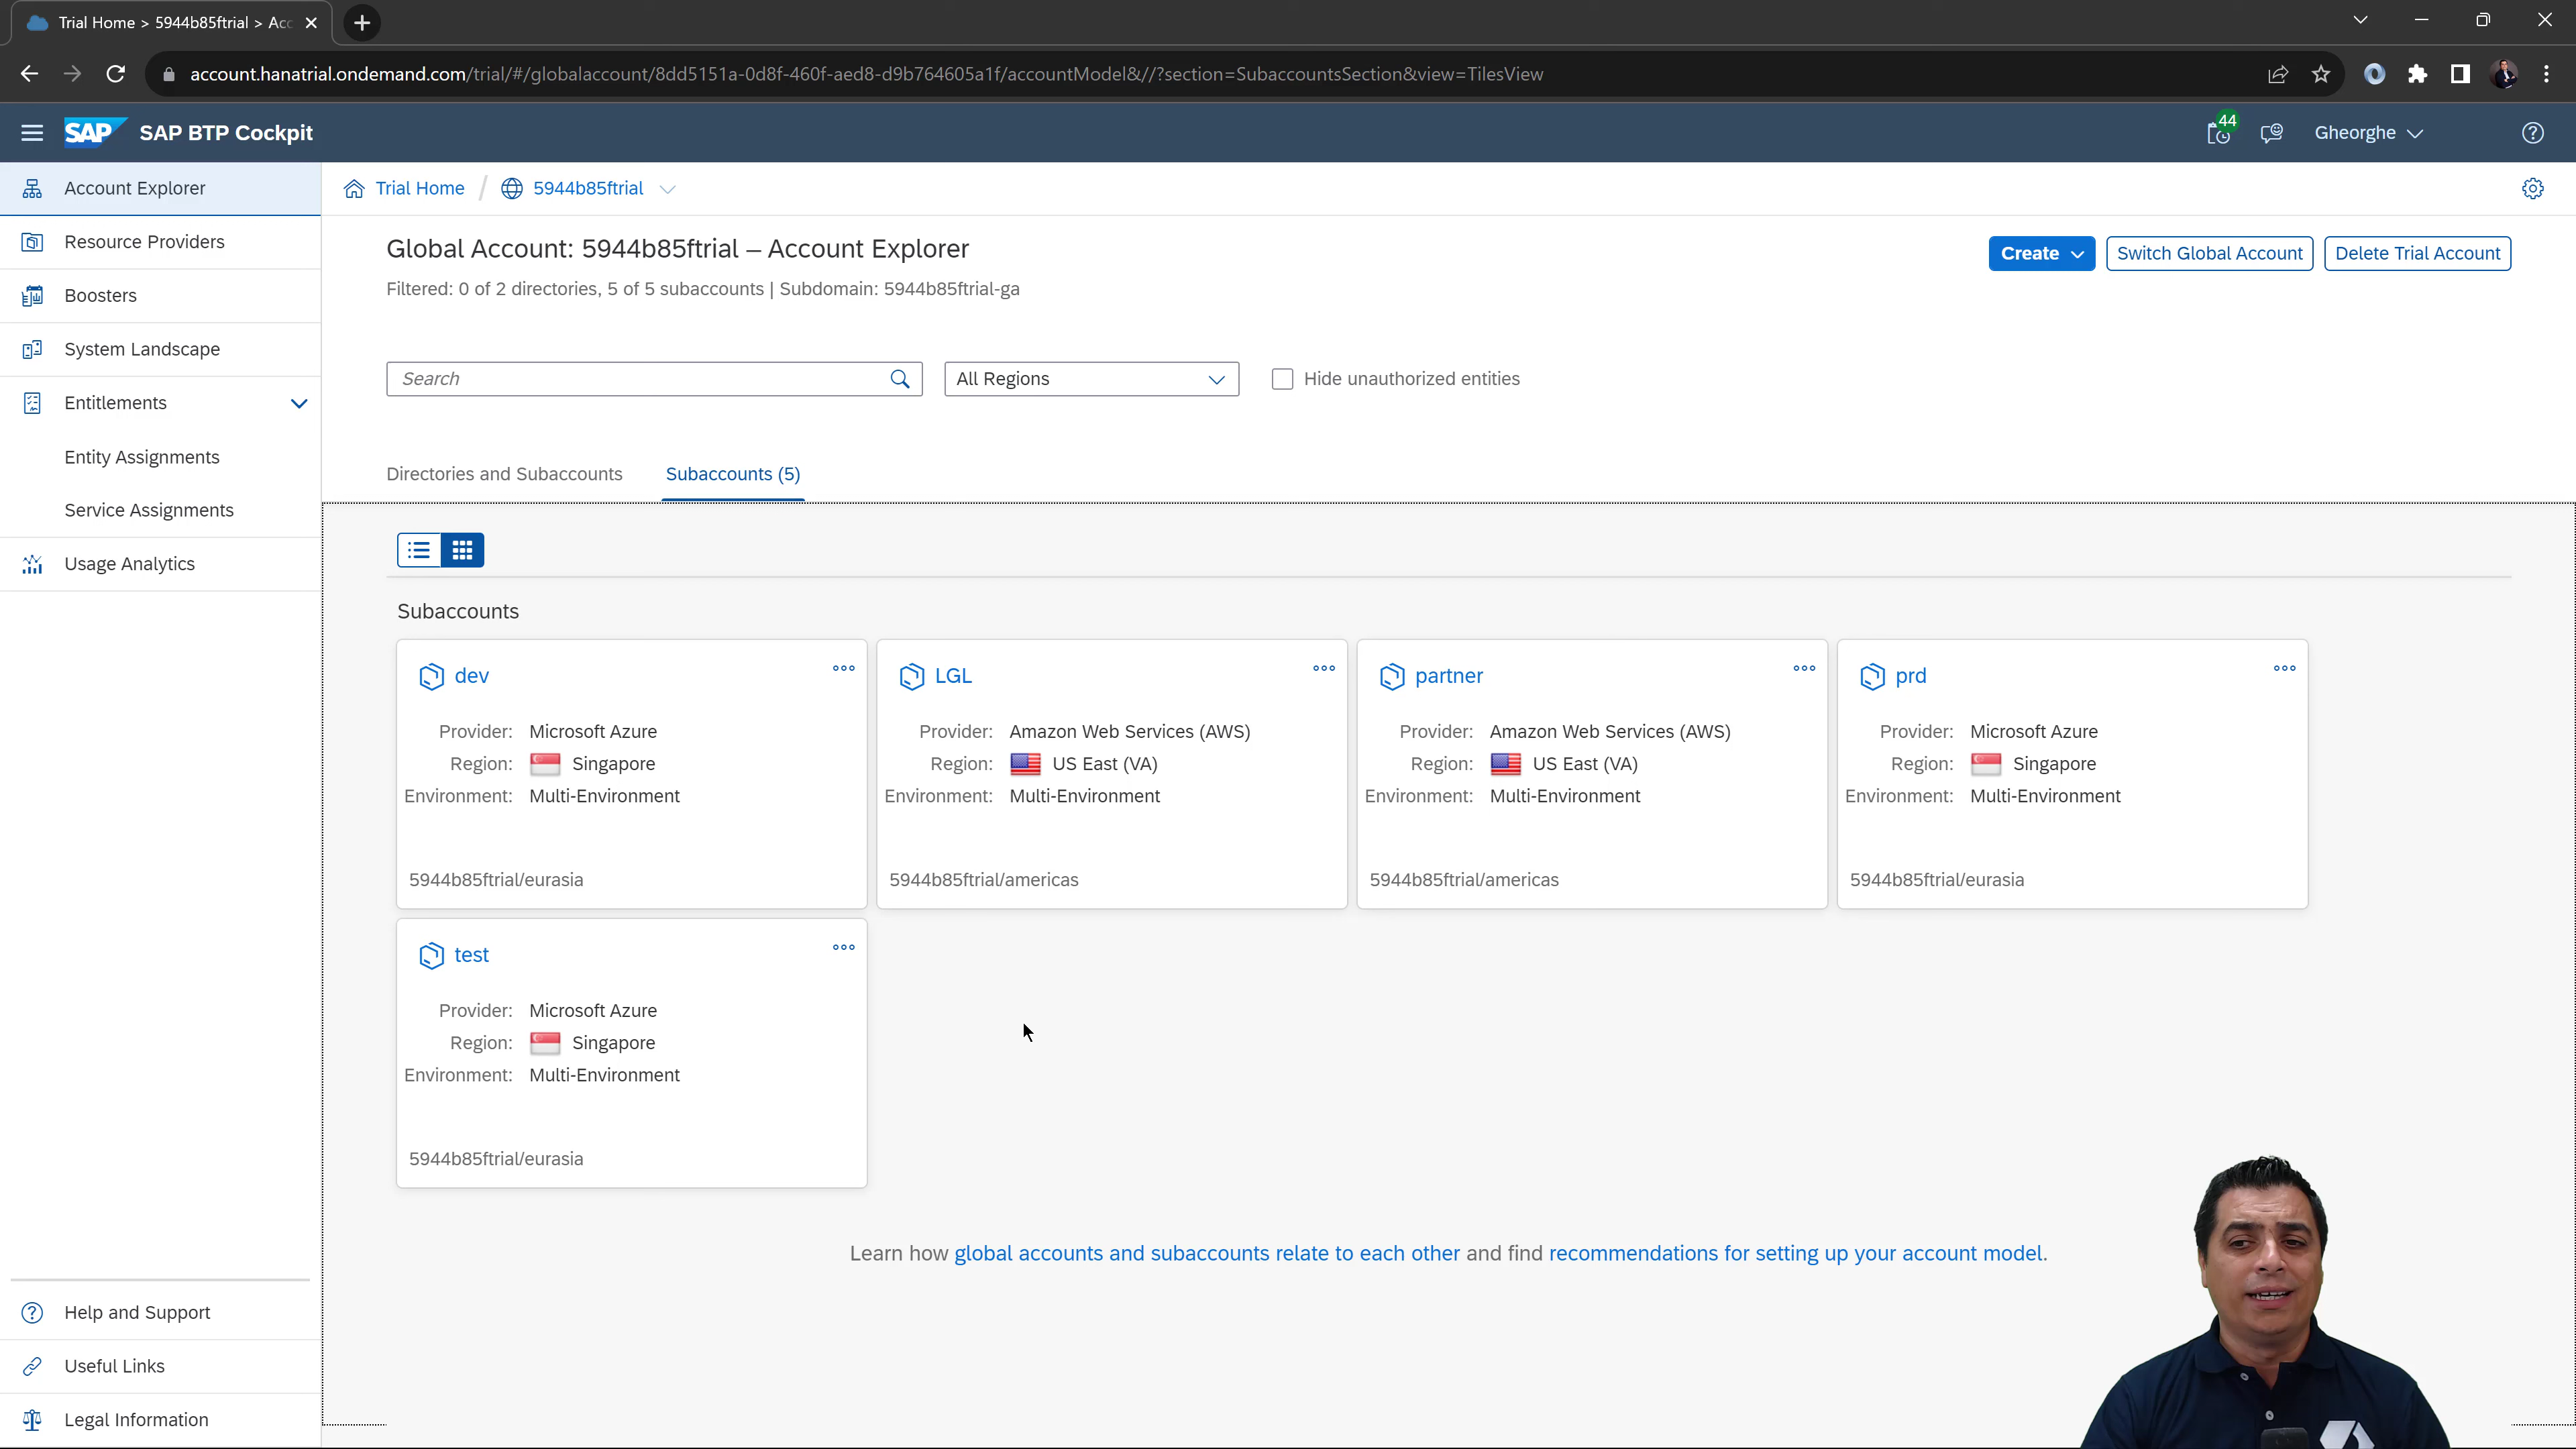 Trial Home > 5944b85ftrial > Acc
account.hanatrial.ondemand.com/trial/#/globalaccount/8dd5151a-0d8f-460f-aed8-d9b764605a1f/accountModel&//?section=SubaccountsSection&view=TilesView
SAP SAP BTP Cockpit
44
Gheorghe
Account Explorer
Resource Providers
Boosters
System Landscape
Entitlements
Entity Assignments
Service Assignments
Usage Analytics
Help and Support
Useful Links
Legal Information
Trial Home / 5944b85ftrial
Global Account: 5944b85ftrial – Account Explorer
Create
Switch Global Account
Delete Trial Account
Filtered: 0 of 2 directories, 5 of 5 subaccounts | Subdomain: 5944b85ftrial-ga
Search
All Regions
Hide unauthorized entities
Directories and Subaccounts
Subaccounts (5)
Subaccounts
dev
Provider: Microsoft Azure
Region: Singapore
Environment: Multi-Environment
5944b85ftrial/eurasia
LGL
Provider: Amazon Web Services (AWS)
Region: US East (VA)
Environment: Multi-Environment
5944b85ftrial/americas
partner
Provider: Amazon Web Services (AWS)
Region: US East (VA)
Environment: Multi-Environment
5944b85ftrial/americas
prd
Provider: Microsoft Azure
Region: Singapore
Environment: Multi-Environment
5944b85ftrial/eurasia
test
Provider: Microsoft Azure
Region: Singapore
Environment: Multi-Environment
5944b85ftrial/eurasia
Learn how global accounts and subaccounts relate to each other and find recommendations for setting up your account model.